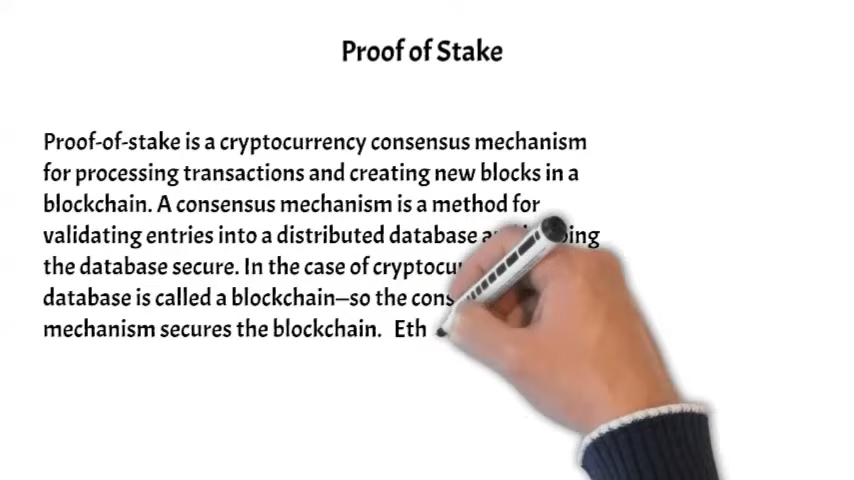 Proof of Stake
Proof-of-stake is a cryptocurrency consensus mechanism
for processing transactions and creating new blocks in a
blockchain. A consensus mechanism is a method for
validating entries into a distributed database
the database secure. In the case of
database is called a blockchain—so the
mechanism secures the blockchain. Eth